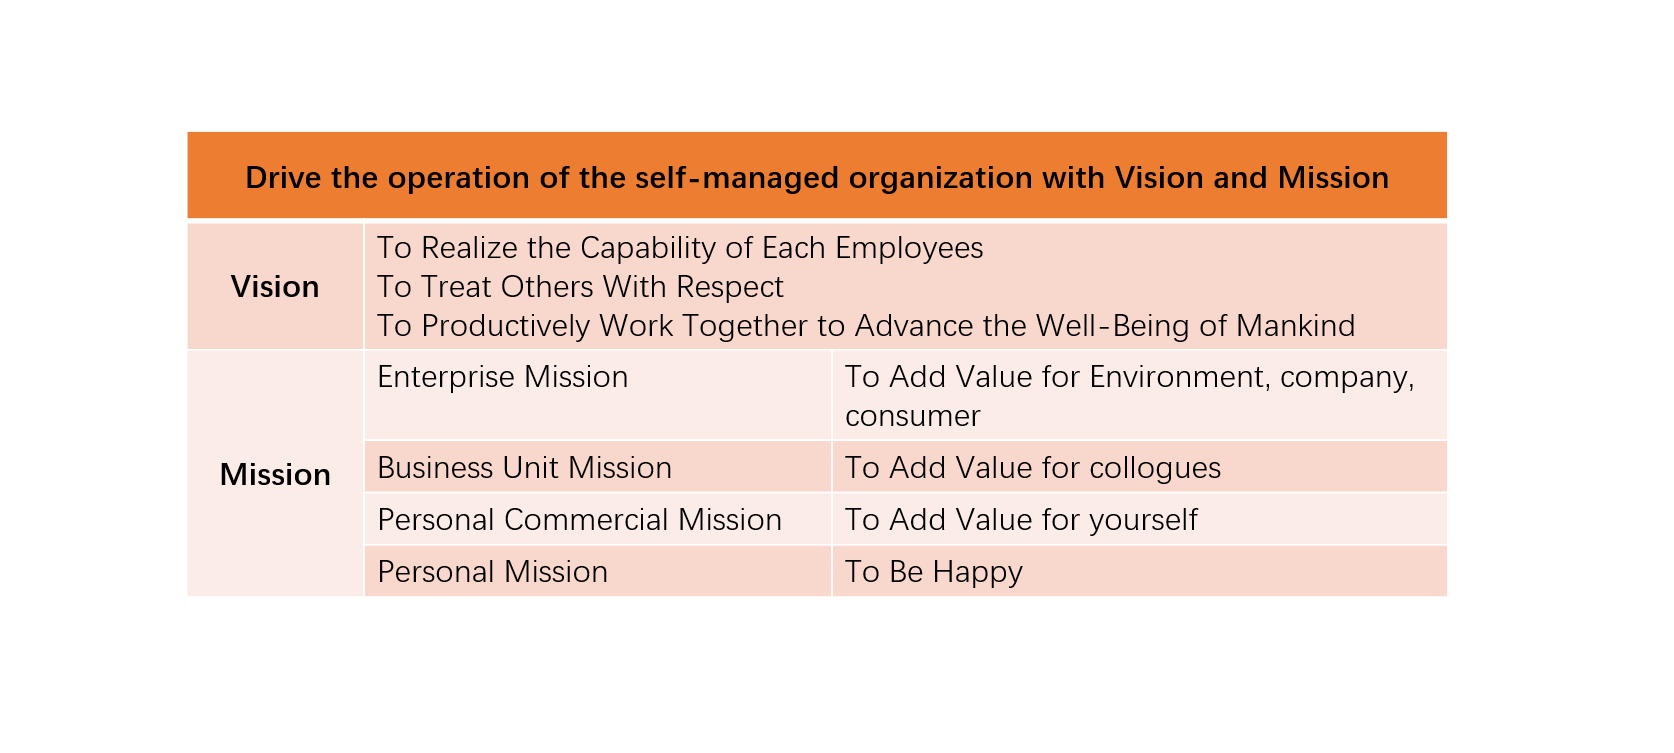 Drive the operation of the self-managed organization with Vision and Mission
Vision
To Realize the Capability of Each Employees
To Treat Others With Respect
To Productively Work Together to Advance the Well-Being of Mankind
Mission
Enterprise Mission
To Add Value for Environment, company,
consumer
Business Unit Mission
To Add Value for collogues
Personal Commercial Mission
To Add Value for yourself
Personal Mission
To Be Happy